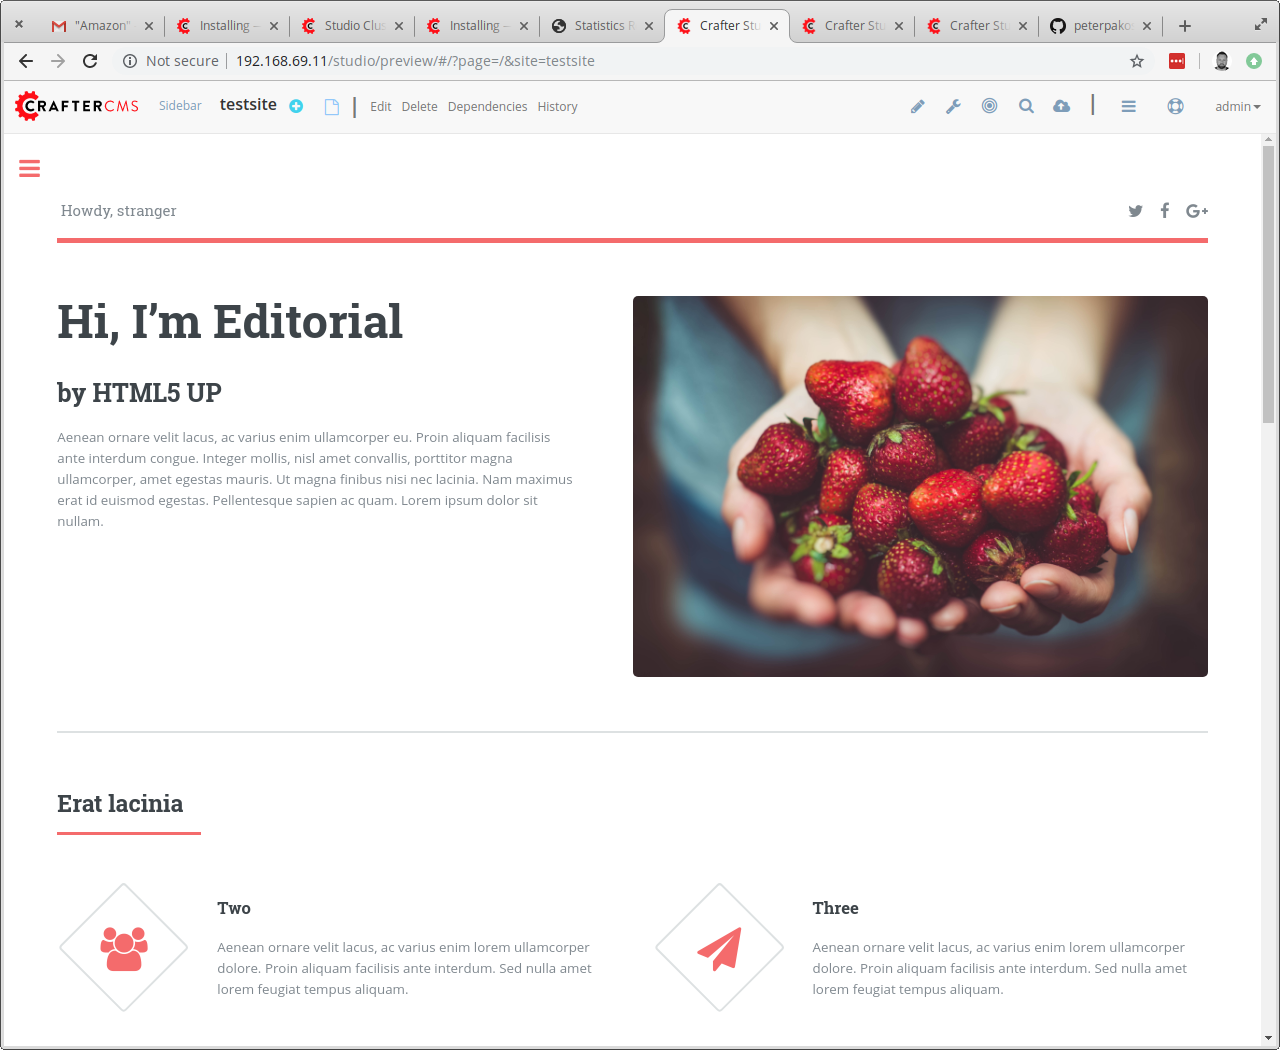 "Amazon" Installing – Studio Clus Installing – Statistics R Crafter Stu Crafter Stu Crafter Stu peterpako
Not secure 192.168.69.11/studio/preview/#/?page=/&site=testsite
CRAFTERCMS Sidebar testsite Edit Delete Dependencies History admin
Howdy, stranger
Hi, I’m Editorial
by HTML5 UP
Aenean ornare velit lacus, ac varius enim ullamcorper eu. Proin aliquam facilisis
ante interdum congue. Integer mollis, nisl amet convallis, porttitor magna
ullamcorper, amet egestas mauris. Ut magna finibus nisi nec lacinia. Nam maximus
erat id euismod egestas. Pellentesque sapien ac quam. Lorem ipsum dolor sit
nullam.
Erat lacinia
Two
Aenean ornare velit lacus, ac varius enim lorem ullamcorper
dolore. Proin aliquam facilisis ante interdum. Sed nulla amet
lorem feugiat tempus aliquam.
Three
Aenean ornare velit lacus, ac varius enim lorem ullamcorper
dolore. Proin aliquam facilisis ante interdum. Sed nulla amet
lorem feugiat tempus aliquam.